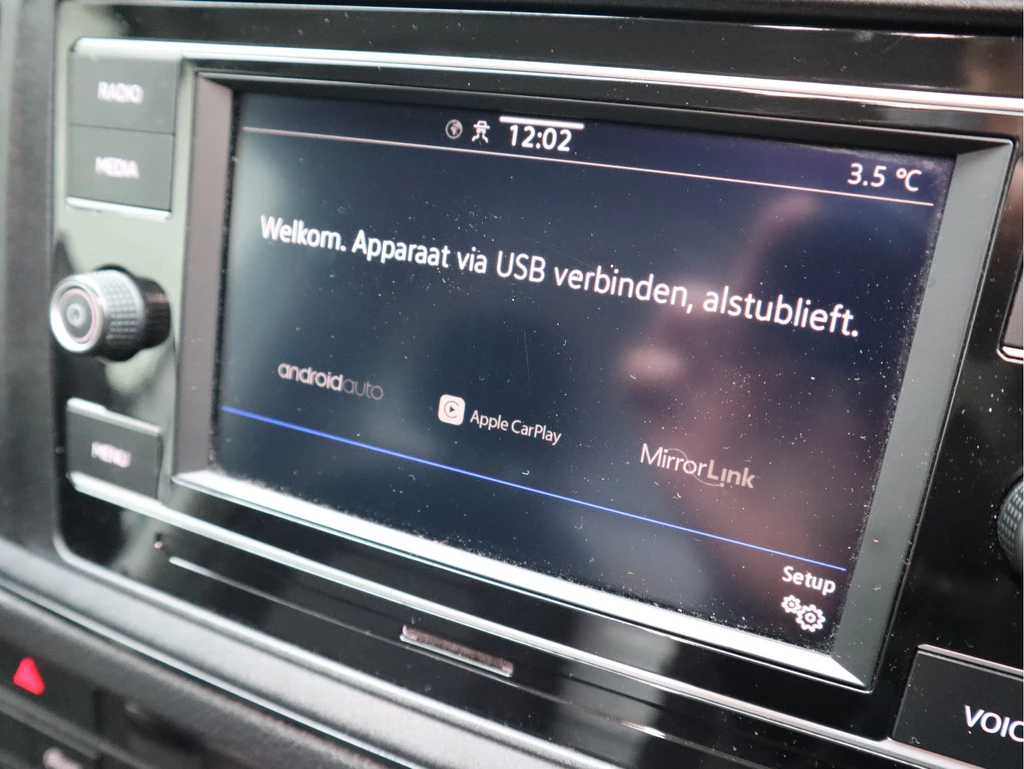 RADIO
MEDIA
MENU
12:02
3.5 °C
Welkom. Apparaat via USB verbinden, alstublieft.
androidauto
Apple CarPlay
MirrorLink
Setup
VOIC